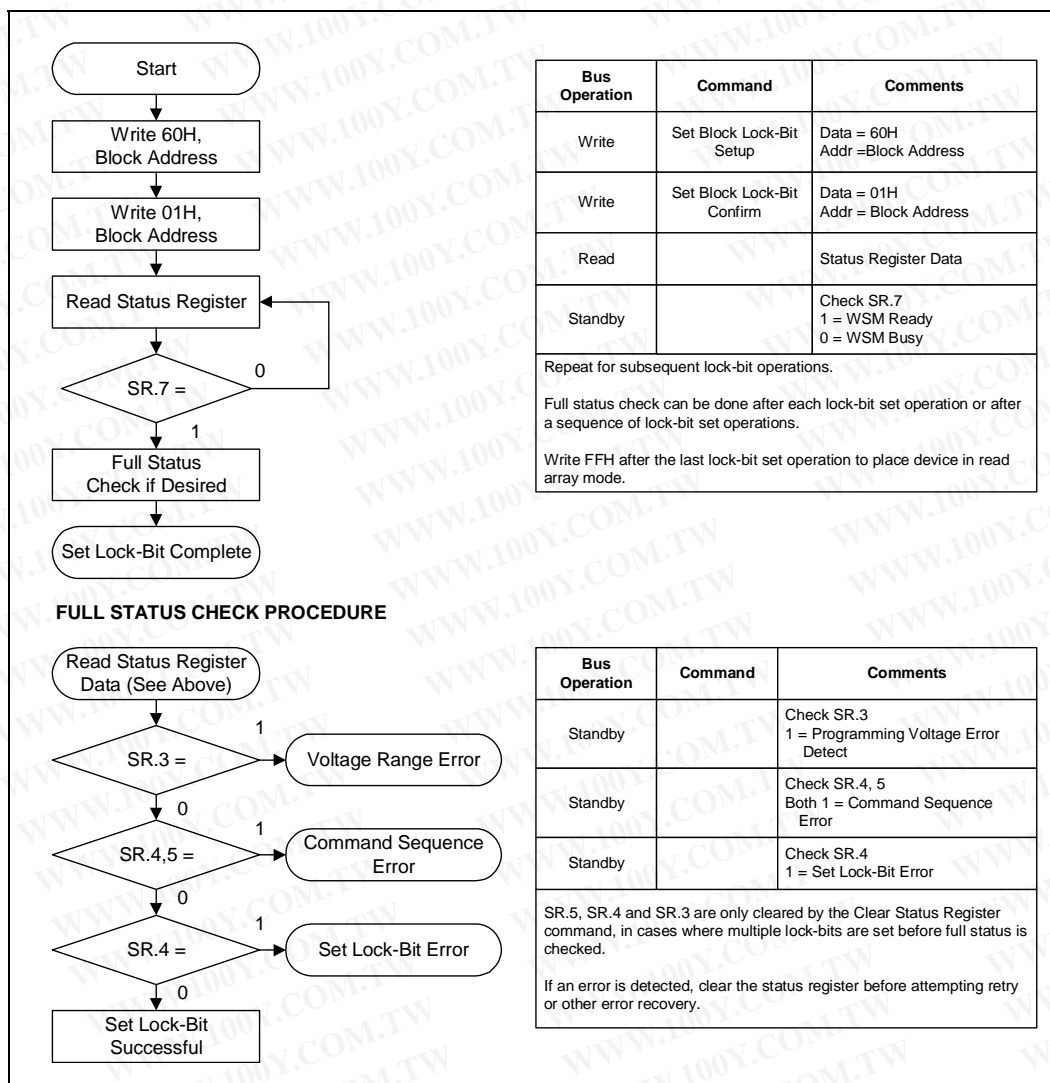 Start
Write 60H,
Block Address
Write 01H,
Block Address
Read Status Register
SR.7 =
0
1
Full Status
Check if Desired
Set Lock-Bit Complete
Bus
Operation
Command
Comments
Write
Set Block Lock-Bit
Setup
Data = 60H
Addr =Block Address
Write
Set Block Lock-Bit
Confirm
Data = 01H
Addr = Block Address
Read
Status Register Data
Standby
Check SR.7
1 = WSM Ready
0 = WSM Busy
Repeat for subsequent lock-bit operations.
Full status check can be done after each lock-bit set operation or after
a sequence of lock-bit set operations.
Write FFH after the last lock-bit set operation to place device in read
array mode.
FULL STATUS CHECK PROCEDURE
Read Status Register
Data (See Above)
SR.3 =
1
Voltage Range Error
0
SR.4,5 =
1
Command Sequence
Error
0
SR.4 =
1
Set Lock-Bit Error
0
Set Lock-Bit
Successful
Bus
Operation
Command
Comments
Standby
Check SR.3
1 = Programming Voltage Error
Detect
Standby
Check SR.4, 5
Both 1 = Command Sequence
Error
Standby
Check SR.4
1 = Set Lock-Bit Error
SR.5, SR.4 and SR.3 are only cleared by the Clear Status Register
command, in cases where multiple lock-bits are set before full status is
checked.
If an error is detected, clear the status register before attempting retry
or other error recovery.
WWW.100Y.COM.TW